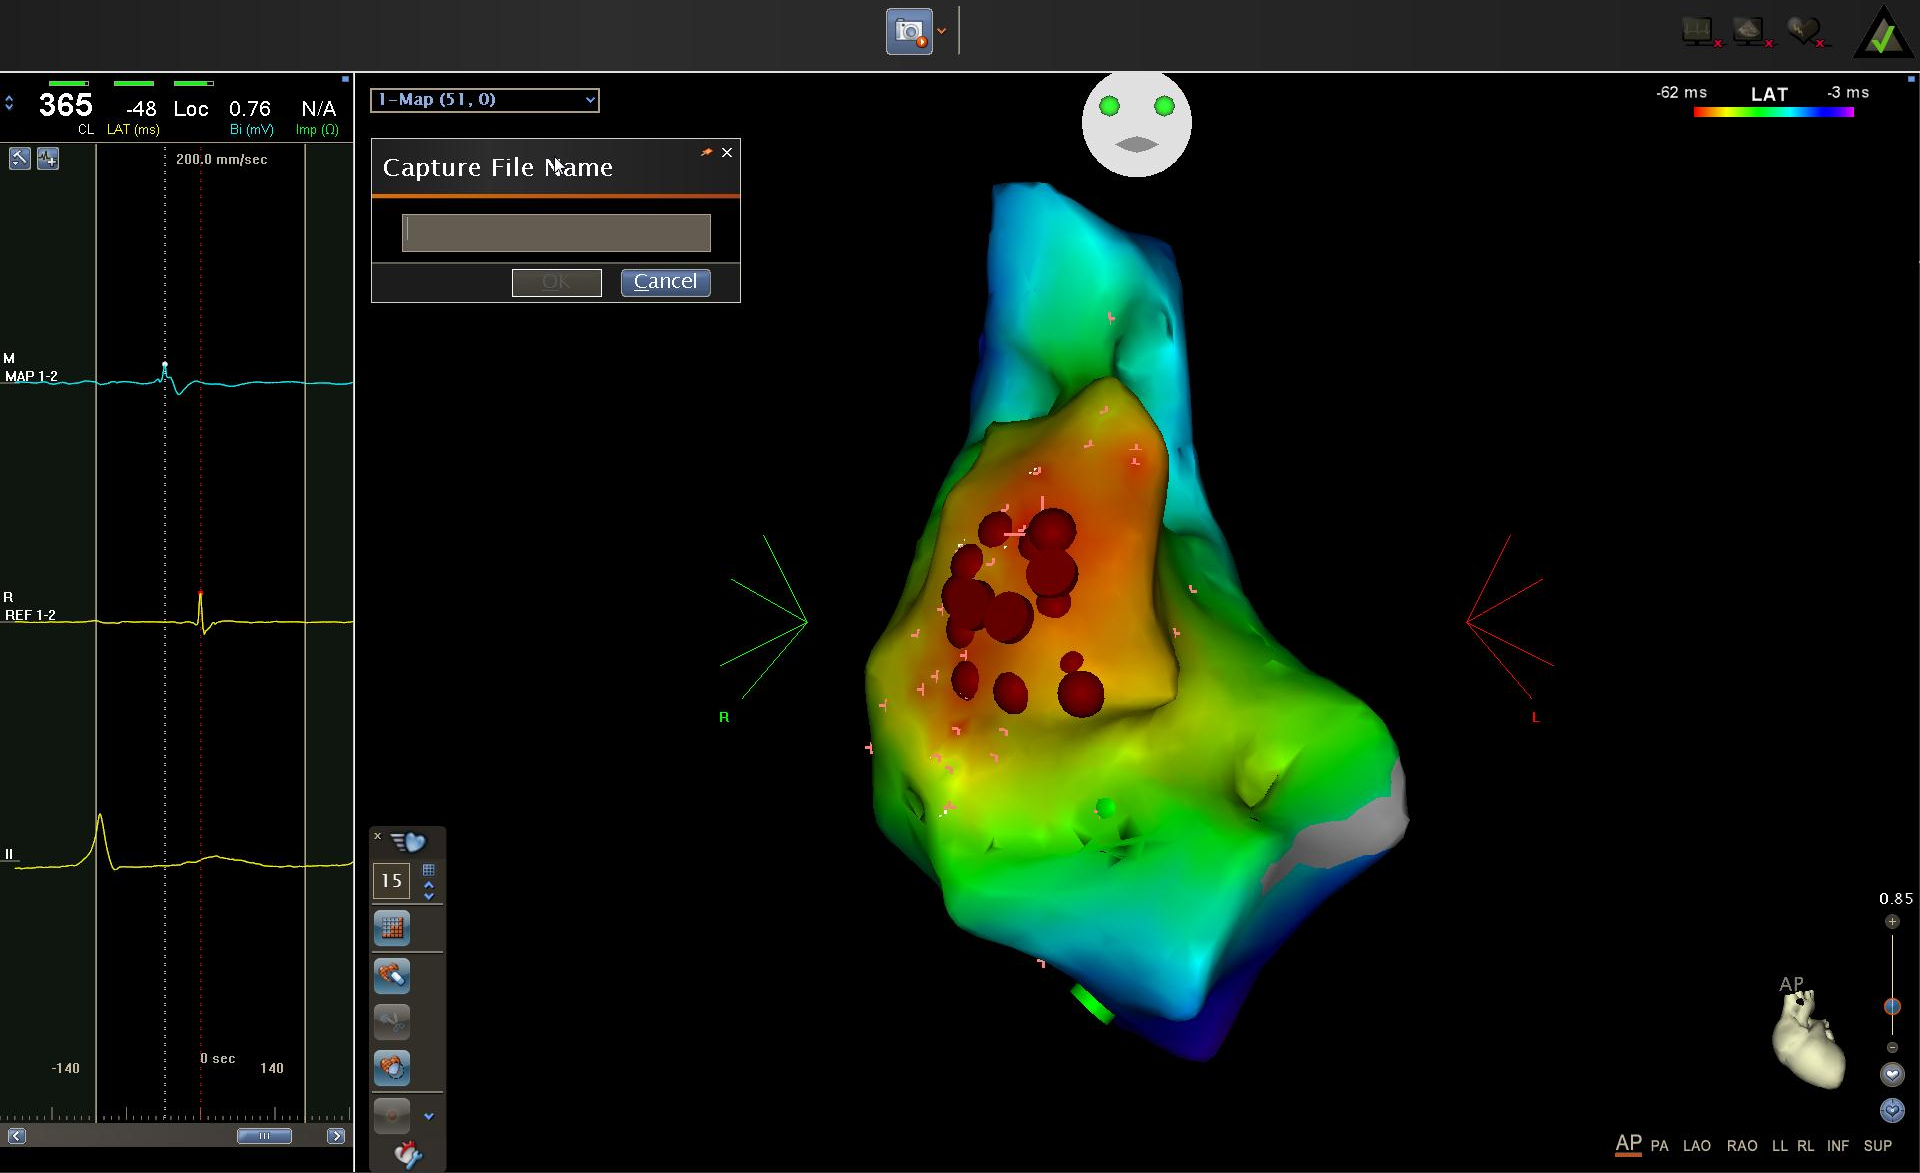 365 -48 Loc 0.76 N/A
CL LAT (ms) Bi (mV) Imp (Ω)
200.0 mm/sec
M
MAP 1-2
R
REF 1-2
II
0 sec
-140 140
1-Map (51, 0)
Capture File Name
OK Cancel
15
-62 ms LAT -3 ms
R
L
0.85
AP
AP PA LAO RAO LL RL INF SUP